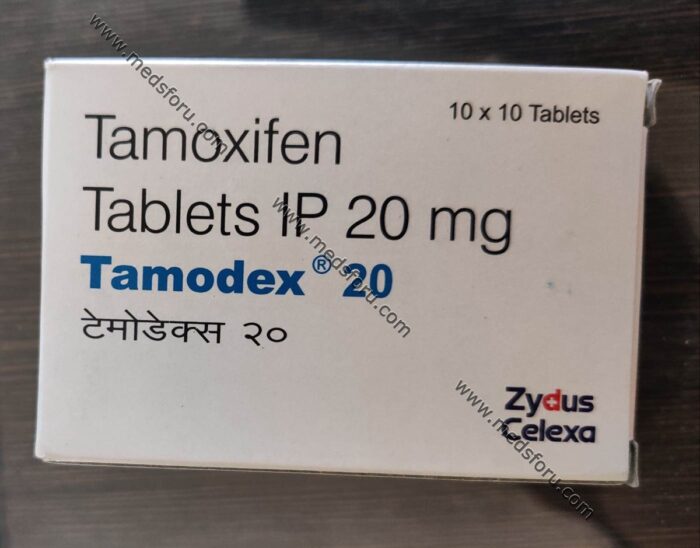 www.medsforu.com
10 x 10 Tablets
Tamoxifen
Tablets IP 20 mg
www.medsforu.com
Tamodex® 20
टेमोडेक्स २०
www.medsforu.com
Zydus
Celexa